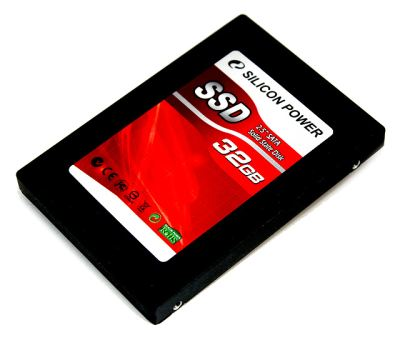 SILICON POWER
SSD
2.5" SATA
Solid State Disk
32GB
RoHS